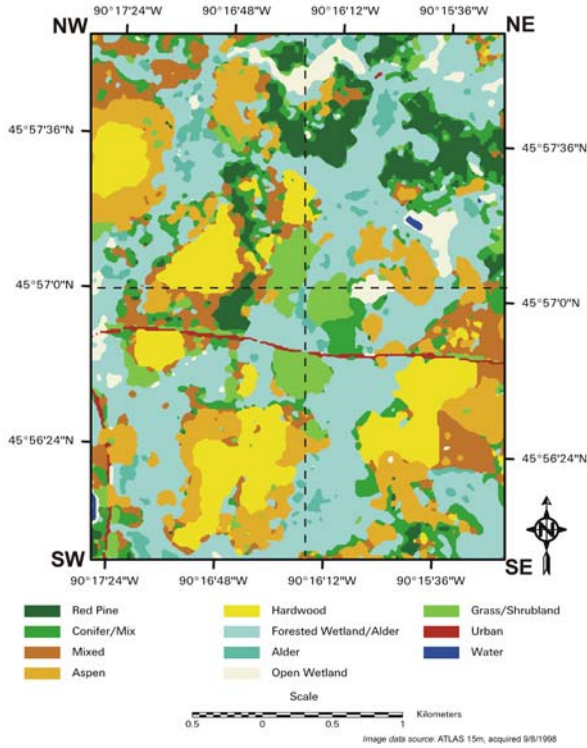 90°17'24"W 90°16'48"W 90°16'12"W 90°15'36"W
NW NE
45°57'36"N 45°57'36"N
45°57'0"N 45°57'0"N
45°56'24"N 45°56'24"N
N
SW SE
90°17'24"W 90°16'48"W 90°16'12"W 90°15'36"W
Red Pine Hardwood Grass/Shrubland
Conifer/Mix Forested Wetland/Alder Urban
Mixed Alder Water
Aspen Open Wetland
Scale
Kilometers
0.5 0 0.5 1
Image data source: ATLAS 15m, acquired 9/8/1998